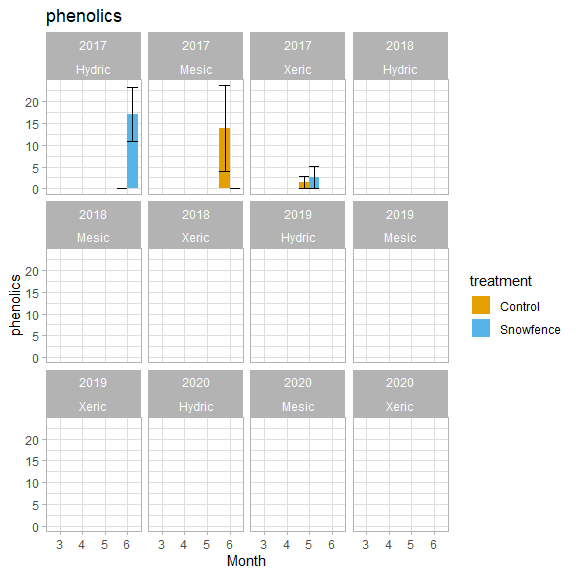 phenolics
2017 2017 2017 2018
Hydric Mesic Xeric Hydric
20
15
10
5
0
2018 2018 2019 2019
Mesic Xeric Hydric Mesic
20
15
10
5
0
phenolics
treatment
Control
Snowfence
2019 2020 2020 2020
Xeric Hydric Mesic Xeric
20
15
10
5
0
3 4 5 6 3 4 5 6 3 4 5 6 3 4 5 6
Month